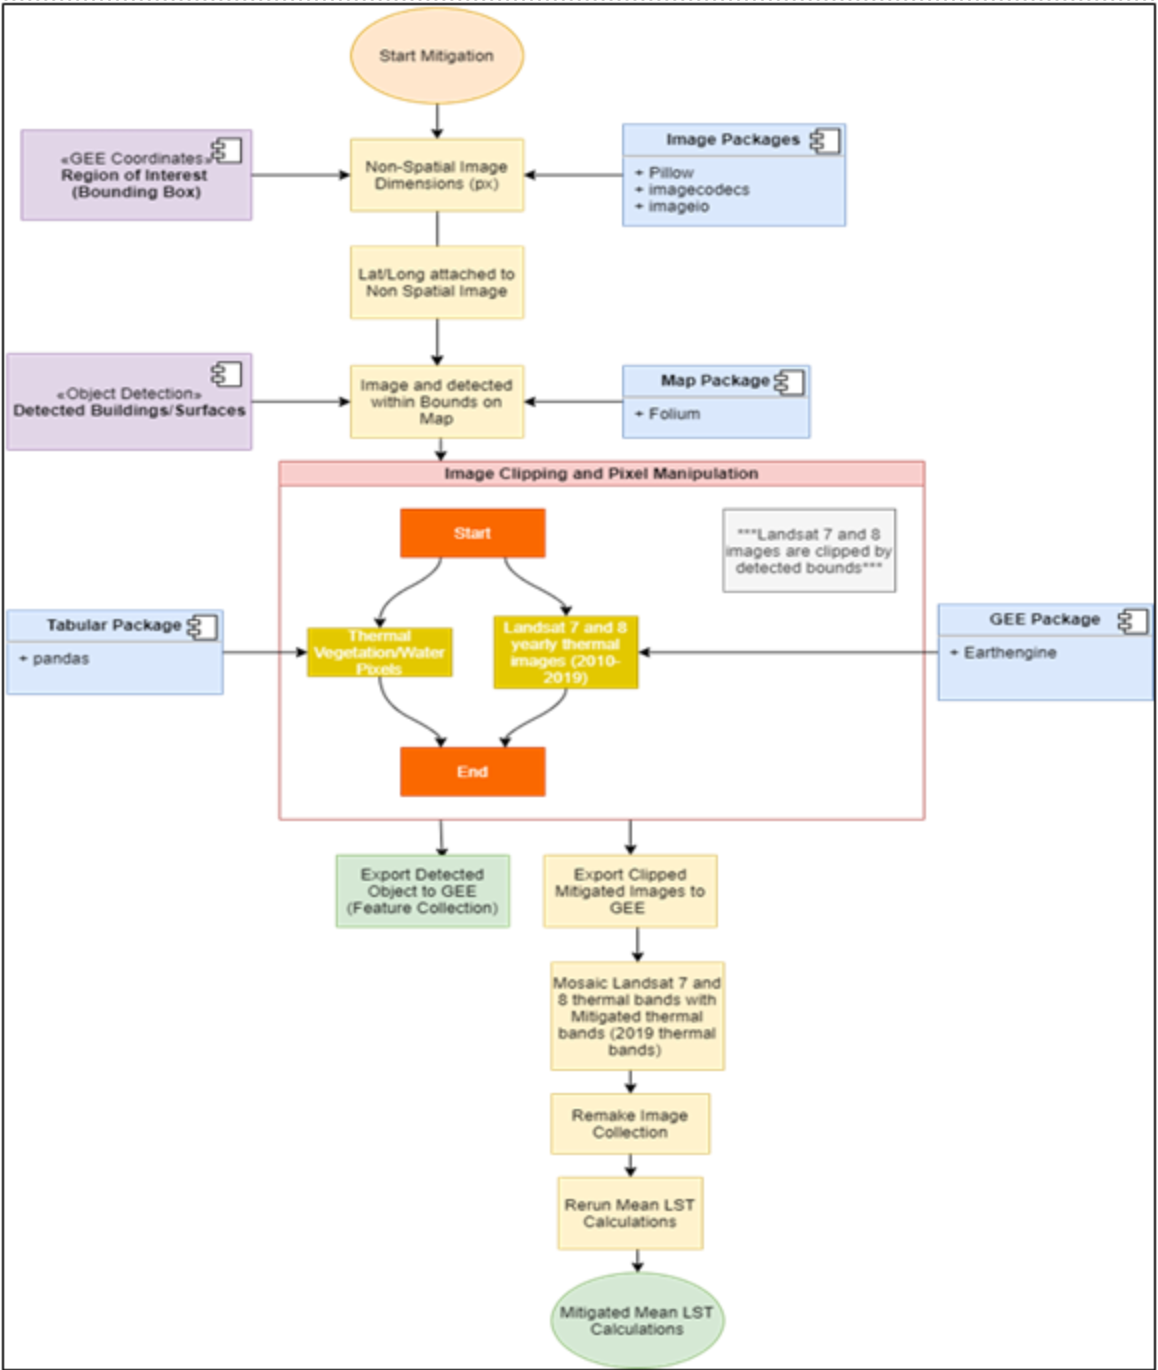 Start Mitigation
«GEE Coordinates»
Region of Interest
(Bounding Box)
Non-Spatial Image
Dimensions (px)
Image Packages
+ Pillow
+ imagecodecs
+ imageio
Lat/Long attached to
Non Spatial Image
«Object Detection»
Detected Buildings/Surfaces
Image and detected
within Bounds on
Map
Map Package
+ Folium
Image Clipping and Pixel Manipulation
Start
***Landsat 7 and 8
images are clipped by
detected bounds***
Tabular Package
+ pandas
Thermal
Vegetation/Water
Pixels
Landsat 7 and 8
yearly thermal
images (2010-
2019)
GEE Package
+ Earthengine
End
Export Detected
Object to GEE
(Feature Collection)
Export Clipped
Mitigated Images to
GEE
Mosaic Landsat 7 and
8 thermal bands with
Mitigated thermal
bands (2019 thermal
bands)
Remake Image
Collection
Rerun Mean LST
Calculations
Mitigated Mean LST
Calculations